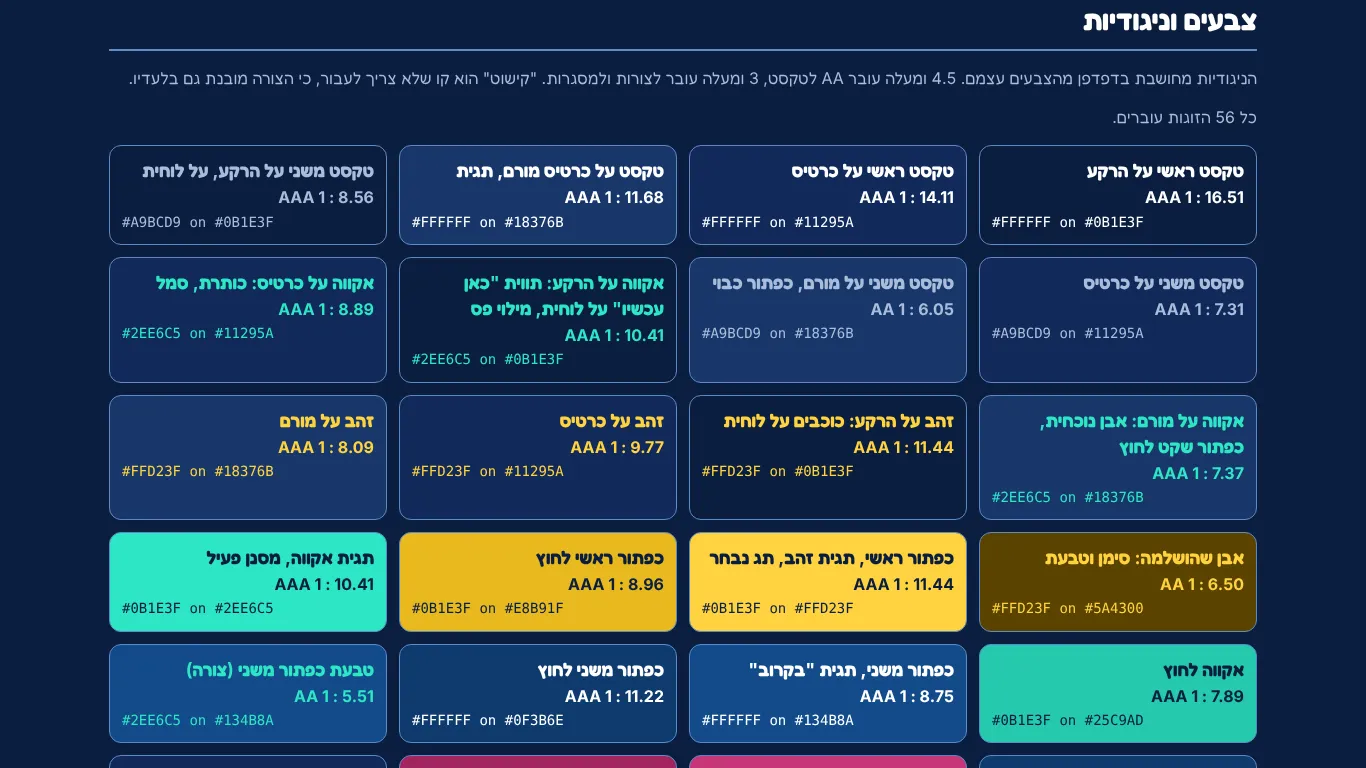 צבעים וניגודיות
הניגודיות מחושבת בדפדפן מהצבעים עצמם. 4.5 ומעלה עובר AA לטקסט, 3 ומעלה עובר לצורות ולמסגרות. "קישוט" הוא קו שלא צריך לעבור, כי הצורה מובנת גם בלעדיו.
כל 56 הזוגות עוברים.
טקסט ראשי על הרקע
16.51 : 1 AAA
#FFFFFF on #0B1E3F
טקסט ראשי על כרטיס
14.11 : 1 AAA
#FFFFFF on #11295A
טקסט על כרטיס מורם, תגית
11.68 : 1 AAA
#FFFFFF on #18376B
טקסט משני על הרקע, על לוחית
8.56 : 1 AAA
#A9BCD9 on #0B1E3F
טקסט משני על כרטיס
7.31 : 1 AAA
#A9BCD9 on #11295A
טקסט משני על מורם, כפתור כבוי
6.05 : 1 AA
#A9BCD9 on #18376B
אקווה על הרקע: תווית "כאן
עכשיו" על לוחית, מילוי פס
10.41 : 1 AAA
#2EE6C5 on #0B1E3F
אקווה על כרטיס: כותרת, סמל
8.89 : 1 AAA
#2EE6C5 on #11295A
אקווה על מורם: אבן נוכחית,
כפתור שקט לחוץ
7.37 : 1 AAA
#2EE6C5 on #18376B
זהב על הרקע: כוכבים על לוחית
11.44 : 1 AAA
#FFD23F on #0B1E3F
זהב על כרטיס
9.77 : 1 AAA
#FFD23F on #11295A
זהב על מורם
8.09 : 1 AAA
#FFD23F on #18376B
אבן שהושלמה: סימן וטבעת
6.50 : 1 AA
#FFD23F on #5A4300
כפתור ראשי, תגית זהב, תג נבחר
11.44 : 1 AAA
#0B1E3F on #FFD23F
כפתור ראשי לחוץ
8.96 : 1 AAA
#0B1E3F on #E8B91F
תגית אקווה, מסנן פעיל
10.41 : 1 AAA
#0B1E3F on #2EE6C5
אקווה לחוץ
7.89 : 1 AAA
#0B1E3F on #25C9AD
כפתור משני, תגית "בקרוב"
8.75 : 1 AAA
#FFFFFF on #134B8A
כפתור משני לחוץ
11.22 : 1 AAA
#FFFFFF on #0F3B6E
טבעת כפתור משני (צורה)
5.51 : 1 AA
#2EE6C5 on #134B8A